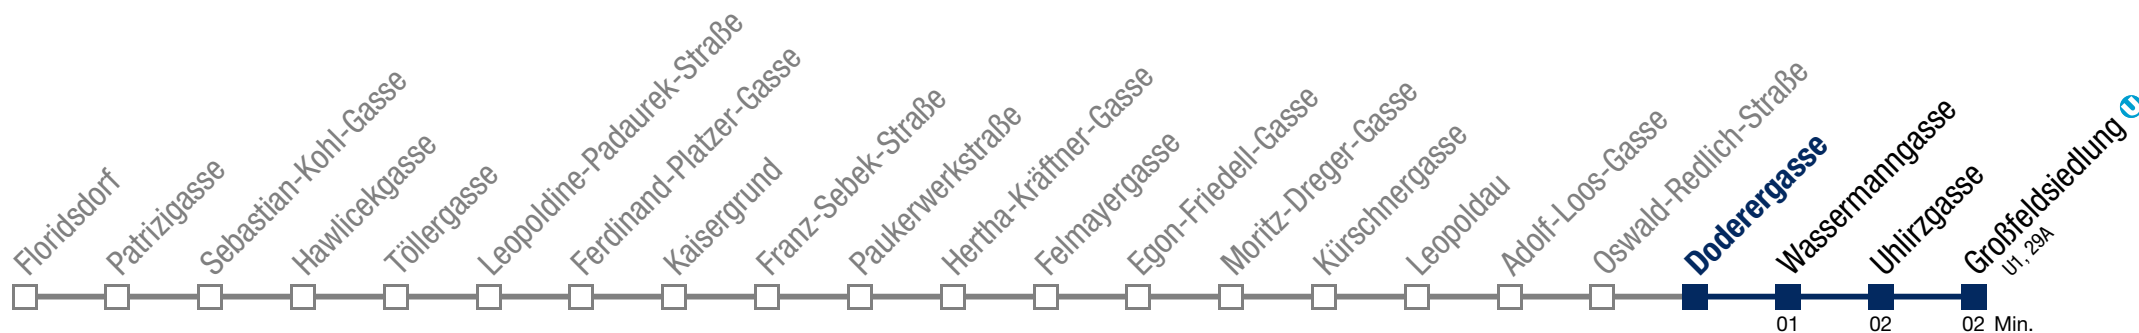 Floridsdorf
Patrizigasse
Sebastian-Kohl-Gasse
Hawlicekgasse
Töllergasse
Leopoldine-Padaurek-Straße
Ferdinand-Platzer-Gasse
Kaisergrund
Franz-Sebek-Straße
Paukerwerkstraße
Hertha-Kräftner-Gasse
Felmayergasse
Egon-Friedell-Gasse
Moritz-Dreger-Gasse
Kürschnergasse
Leopoldau
Adolf-Loos-Gasse
Oswald-Redlich-Straße
Doderergasse
Wassermanngasse
Uhlirzgasse
Großfeldsiedlung U
U1, 29A
01 02 02 Min.